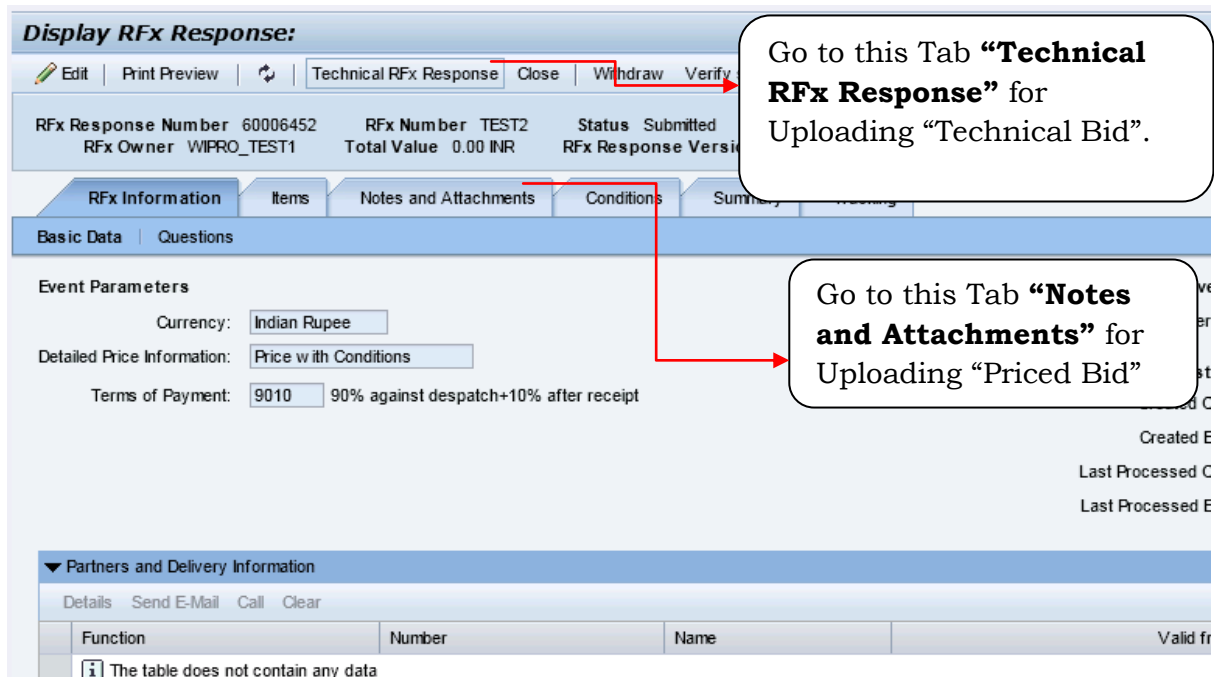 Display RFx Response:
Edit Print Preview Technical RFx Response Close Withdraw Verify
Go to this Tab “Technical
RFx Response” for
Uploading “Technical Bid”.
RFx Response Number 60006452 RFx Number TEST2 Status Submitted
RFx Owner WIPRO_TEST1 Total Value 0.00 INR RFx Response
RFx Information Items Notes and Attachments Conditions Summary
Basic Data Questions
Event Parameters
Currency: Indian Rupee
Detailed Price Information: Price with Conditions
Terms of Payment: 9010 90% against despatch+10% after receipt
Go to this Tab “Notes
and Attachments” for
Uploading “Priced Bid”
Created
Last Processed
Last Processed
Partners and Delivery Information
Details Send E-Mail Call Clear
Function Number Name Valid
The table does not contain any data